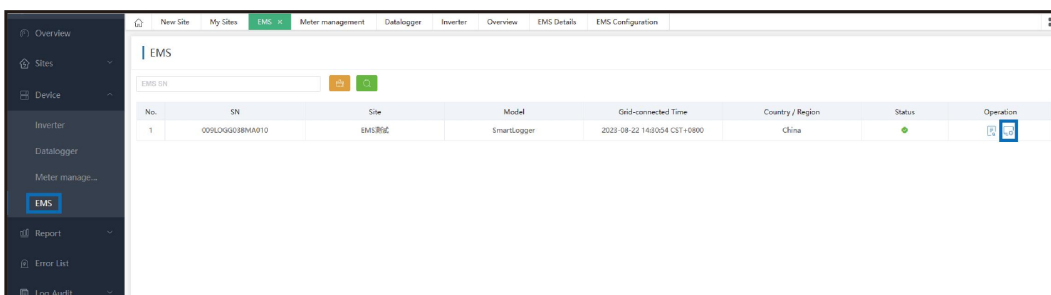 Overview
Sites
Device
Inverter
Datalogger
Meter manage...
EMS
Report
Error List
Log Audit
New Site My Sites EMS × Meter management Datalogger Inverter Overview EMS Details EMS Configuration
EMS
EMS SN
No. SN Site Model Grid-connected Time Country / Region Status Operation
1 009LOGG038MA010 EMS测试 SmartLogger 2023-08-22 14:30:54 CST+0800 China